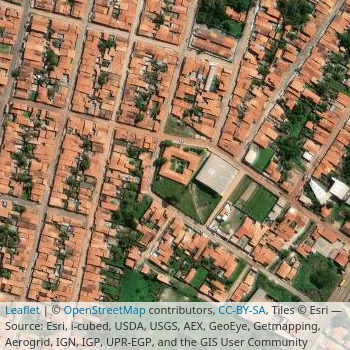 Leaflet | © OpenStreetMap contributors, CC-BY-SA, Tiles © Esri —
Source: Esri, i-cubed, USDA, USGS, AEX, GeoEye, Getmapping,
Aerogrid, IGN, IGP, UPR-EGP, and the GIS User Community